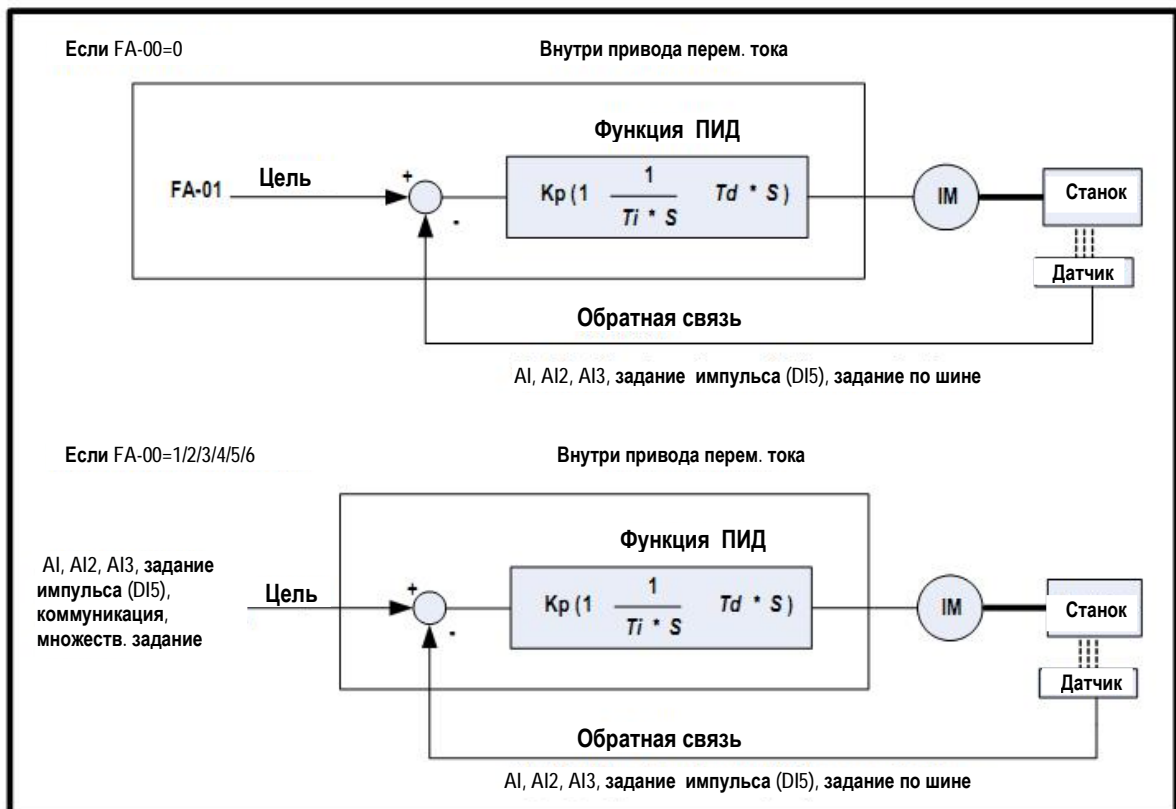 Если FA-00=0
Внутри привода перем. тока
Функция ПИД
FA-01
Цель
+
-
Kp (1 1 / Ti * S Td * S )
IM
Станок
Датчик
Обратная связь
AI, AI2, AI3, задание импульса (DI5), задание по шине
Если FA-00=1/2/3/4/5/6
Внутри привода перем. тока
Функция ПИД
AI, AI2, AI3, задание
импульса (DI5),
коммуникация,
множеств. задание
Цель
+
-
Kp (1 1 / Ti * S Td * S )
IM
Станок
Датчик
Обратная связь
AI, AI2, AI3, задание импульса (DI5), задание по шине